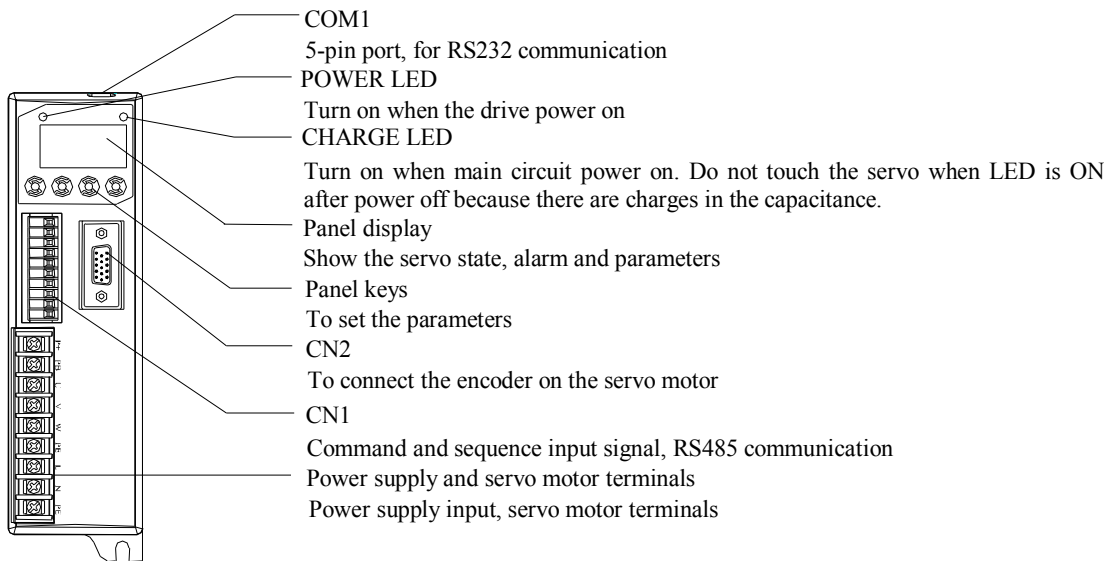 COM1
5-pin port, for RS232 communication
POWER LED
Turn on when the drive power on
CHARGE LED
Turn on when main circuit power on. Do not touch the servo when LED is ON
after power off because there are charges in the capacitance.
Panel display
Show the servo state, alarm and parameters
Panel keys
To set the parameters
CN2
To connect the encoder on the servo motor
CN1
Command and sequence input signal, RS485 communication
Power supply and servo motor terminals
Power supply input, servo motor terminals
P+
PB
U
V
W
PE
L
N
PE